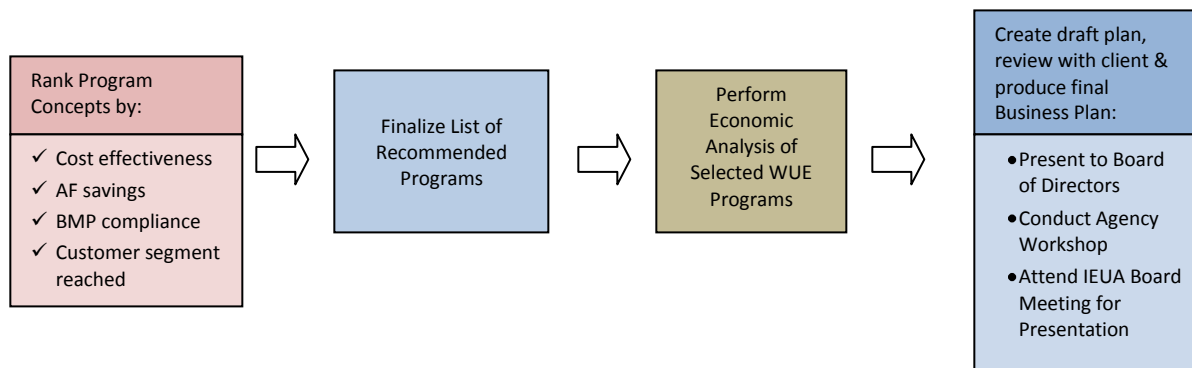 Rank Program
Concepts by:
✓ Cost effectiveness
✓ AF savings
✓ BMP compliance
✓ Customer segment
reached
Finalize List of
Recommended
Programs
Perform
Economic
Analysis of
Selected WUE
Programs
Create draft plan,
review with client &
produce final
Business Plan:
• Present to Board
of Directors
• Conduct Agency
Workshop
• Attend IEUA Board
Meeting for
Presentation